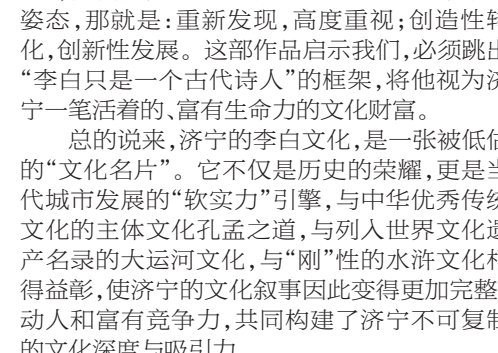 姿态,那就是:重新发现,高度重视;创造性转
化,创新性发展。这部作品启示我们,必须跳出
“李白只是一个古代诗人”的框架,将他视为济
宁一笔活着的、富有生命力的文化财富。
总的说来,济宁的李白文化,是一张被低估
的“文化名片”。它不仅是历史的荣耀,更是当
代城市发展的“软实力”引擎,与中华优秀传统
文化的主体文化孔孟之道,与列入世界文化遗
产名录的大运河文化,与“刚”性的水浒文化相
得益彰,使济宁的文化叙事因此变得更加完整、
动人和富有竞争力,共同构建了济宁不可复制
的文化深度与吸引力